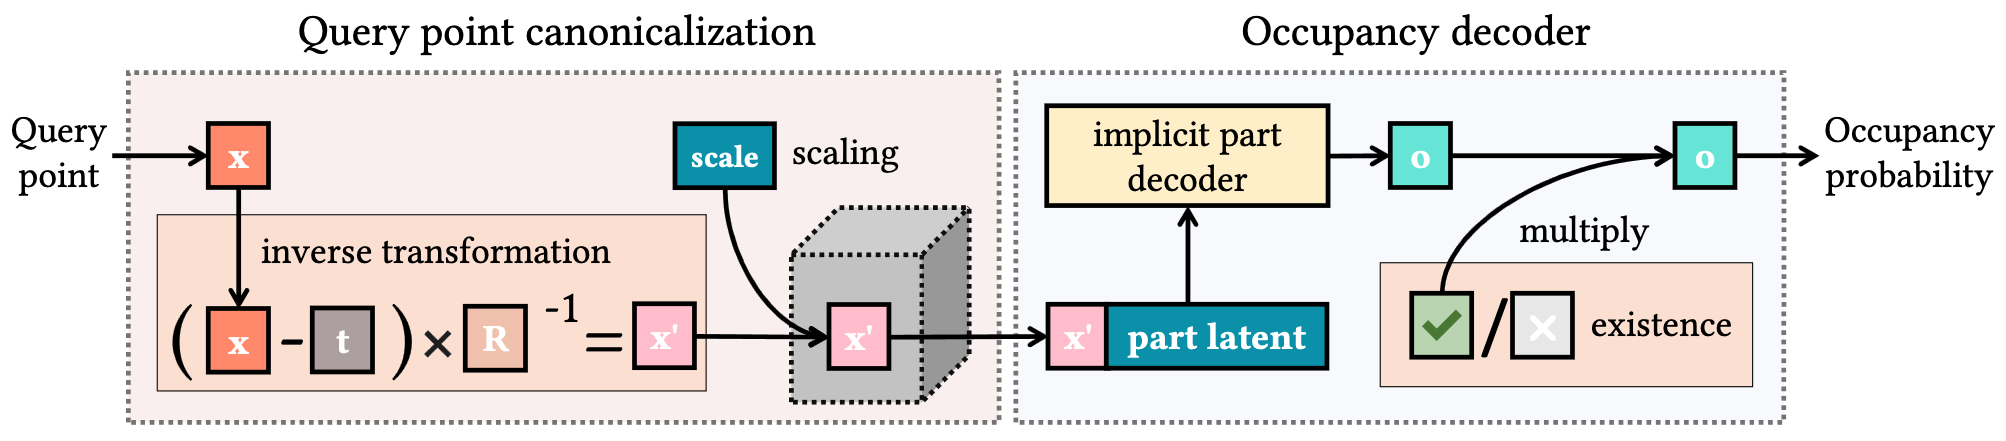 Query point canonicalization
Occupancy decoder
Query
point
x
scale
scaling
inverse transformation
( x - t ) × R -1 = x'
x'
implicit part
decoder
o
o
Occupancy
probability
multiply
x' part latent
/
existence